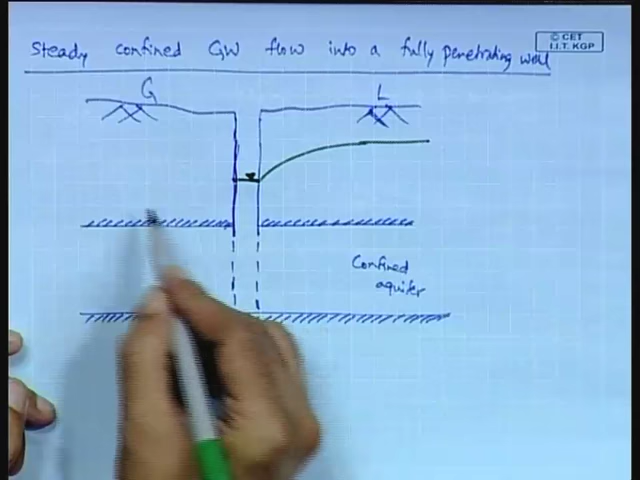 Steady confined GW flow into a fully penetrating well
© CET
I.I.T. KGP
G L
Confined
aquifer